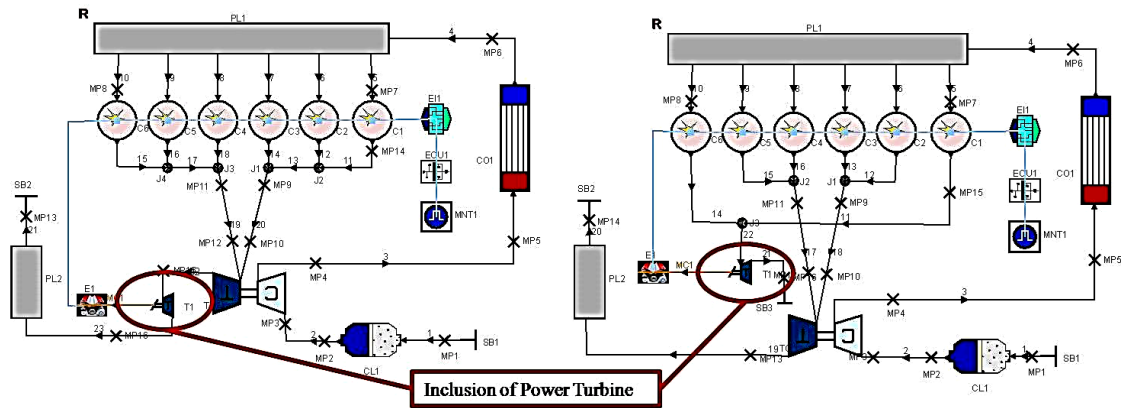 R
PL1
4
MP6
10
9
8
7
6
5
MP8
MP7
EI1
C6
C5
C4
C3
C2
C1
CO1
15
16
17
18
14
13
12
11
MP14
ECU1
J4
J3
J1
J2
MP11
MP9
MNT1
SB2
MP13
21
19
20
MP12
MP10
MP5
PL2
3
MP4
E1
MC1
T1
23
MP16
MP3
2
MP2
1
MP1
SB1
CL1
R
PL1
4
MP6
10
9
8
7
6
5
MP8
MP7
EI1
C6
C5
C4
C3
C2
C1
CO1
15
16
13
12
J2
J1
MP15
ECU1
MP11
MP9
14
J3
11
22
MNT1
SB2
MP14
20
17
18
MP10
MP5
PL2
E1
MC1
21
T1
SB3
3
MP4
19
MP13
2
MP2
1
MP1
SB1
CL1
Inclusion of Power Turbine